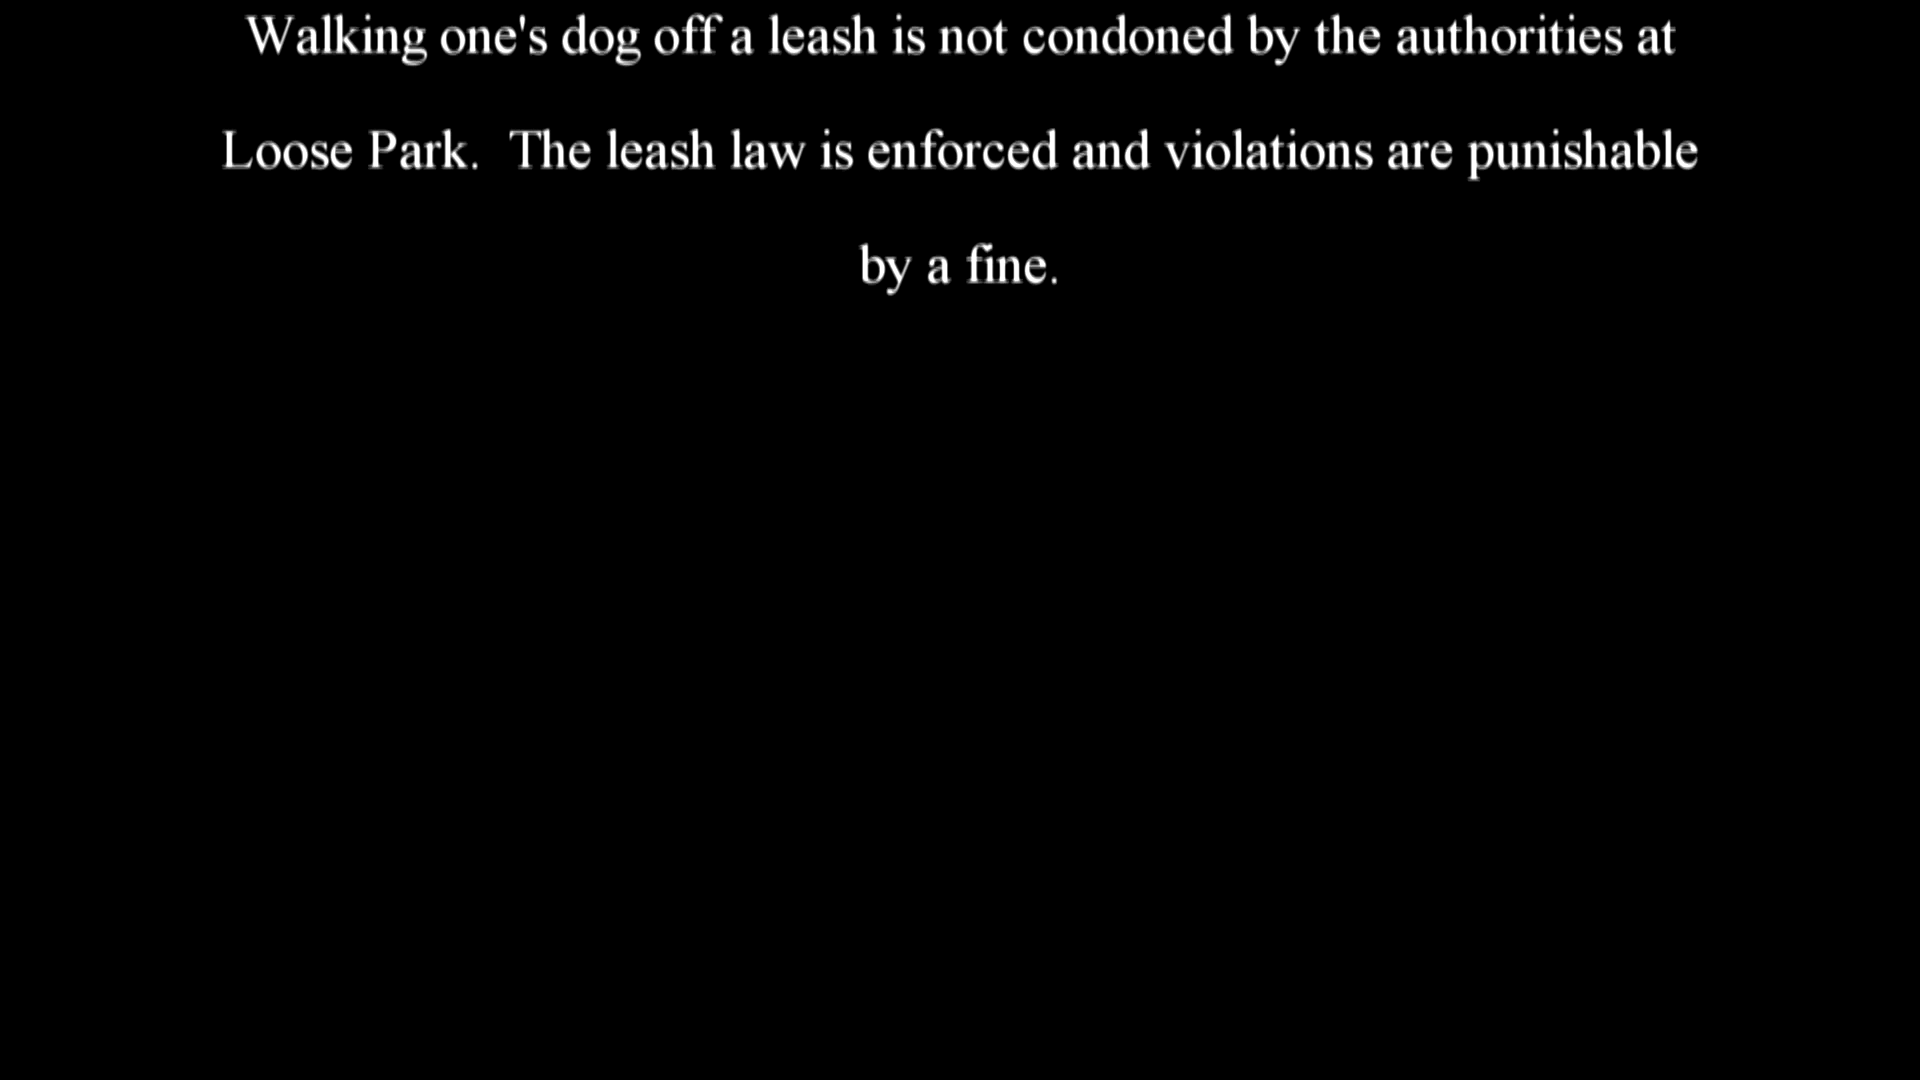 Walking one's dog off a leash is not condoned by the authorities at
Loose Park.  The leash law is enforced and violations are punishable
by a fine.